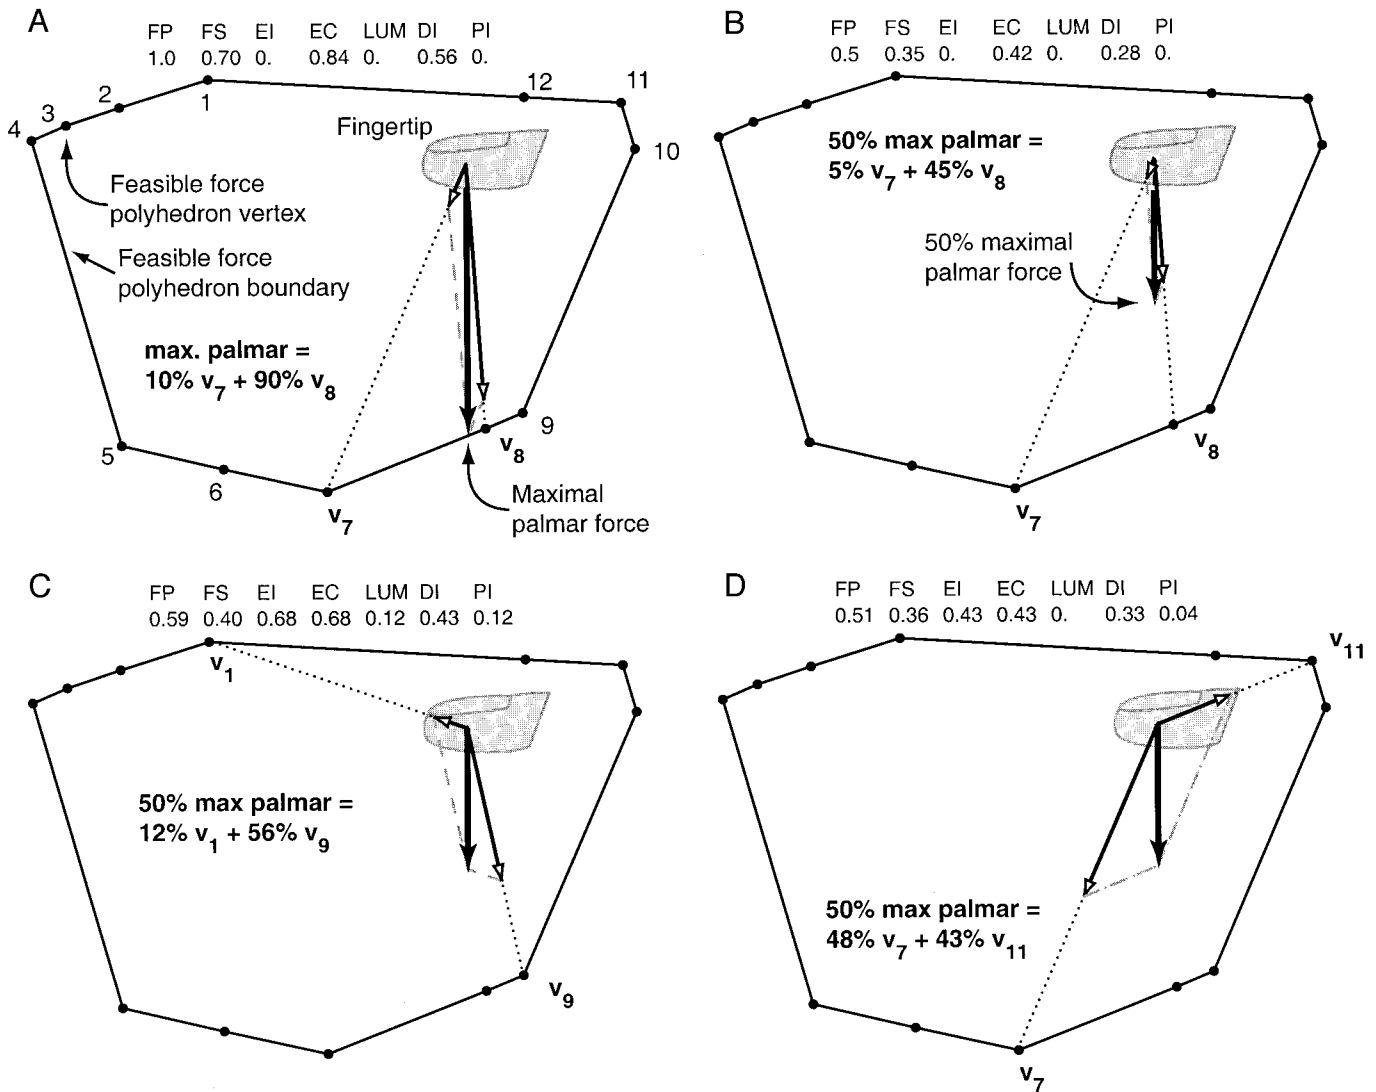 A
FP FS EI EC LUM DI PI
1.0 0.70 0. 0.84 0. 0.56 0.
4
3
2
1
12
11
10
Fingertip
Feasible force
polyhedron vertex
Feasible force
polyhedron boundary
max. palmar =
10% v7 + 90% v8
5
6
v7
v8
9
Maximal
palmar force
B
FP FS EI EC LUM DI PI
0.5 0.35 0. 0.42 0. 0.28 0.
50% max palmar =
5% v7 + 45% v8
50% maximal
palmar force
v8
v7
C
FP FS EI EC LUM DI PI
0.59 0.40 0.68 0.68 0.12 0.43 0.12
v1
50% max palmar =
12% v1 + 56% v9
v9
D
FP FS EI EC LUM DI PI
0.51 0.36 0.43 0.43 0. 0.33 0.04
v11
50% max palmar =
48% v7 + 43% v11
v7